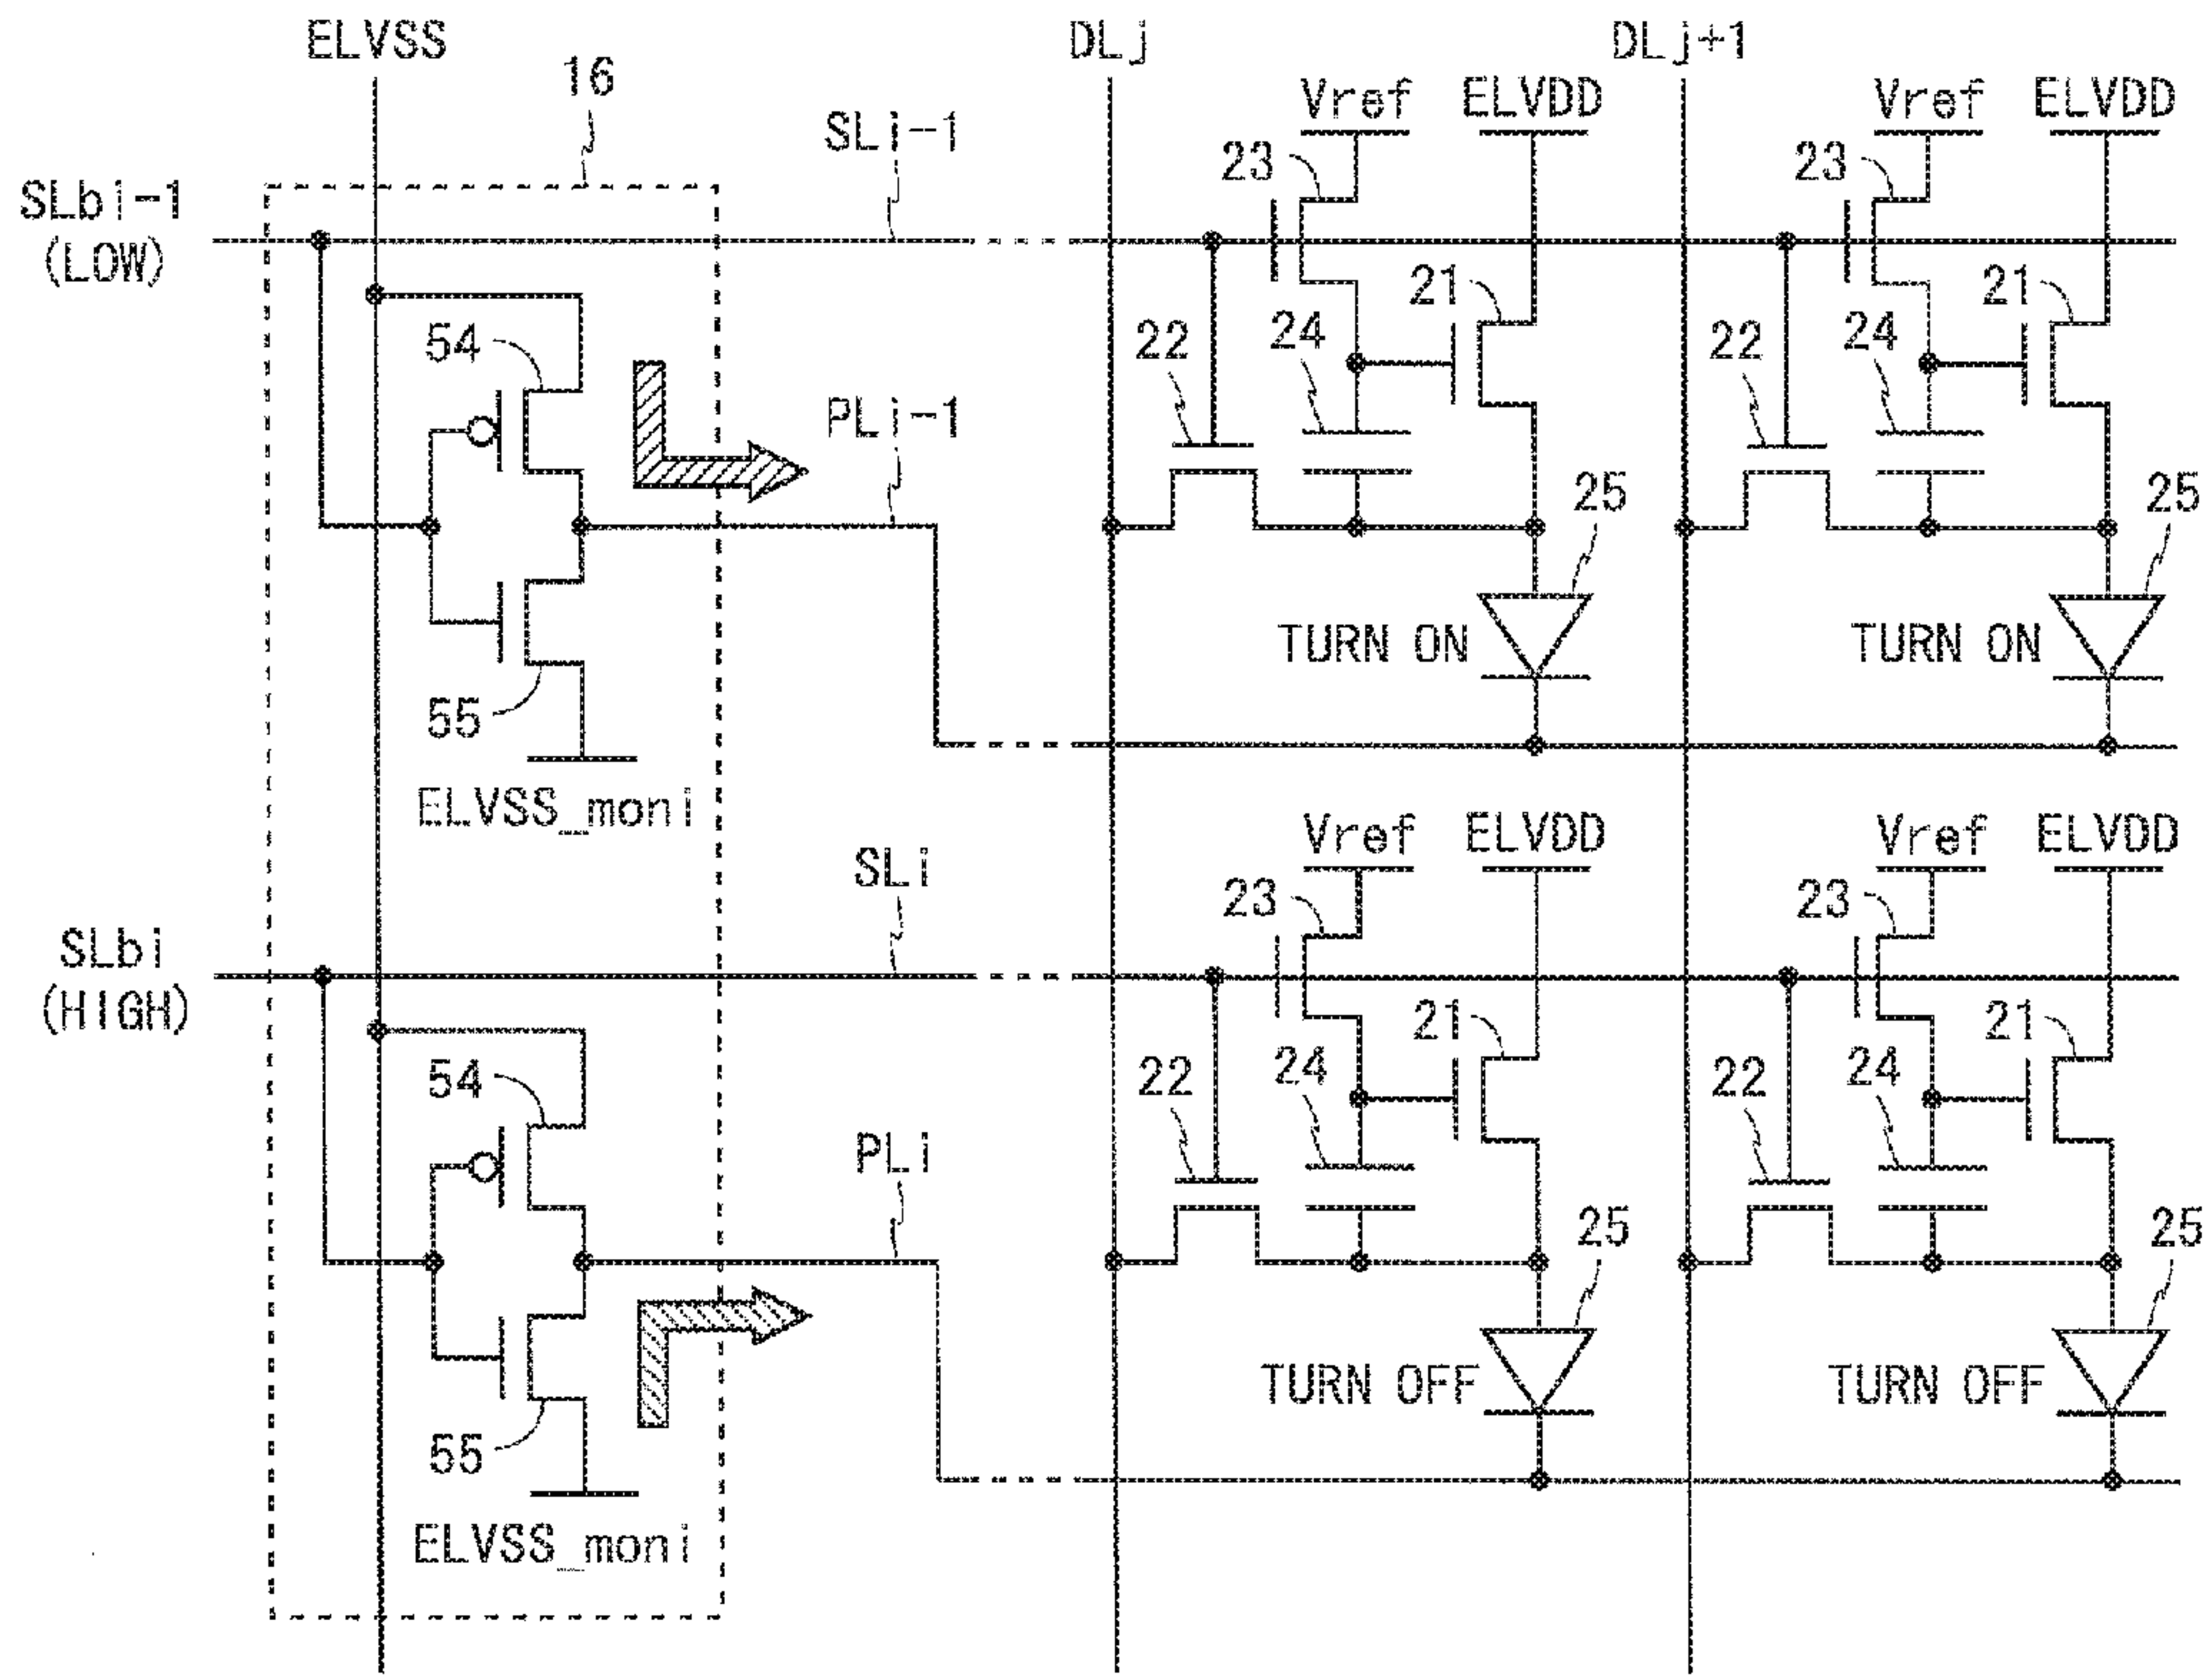 ELVSS DLj DLj+1
16 Vref ELVDD Vref ELVDD
SLi-1 23 23
SLbi-1
(LOW)
54 22 24 21 22 24 21
PLi-1
25 25
TURN ON TURN ON
55
ELVSS_moni
Vref ELVDD Vref ELVDD
SLi 23 23
SLbi
(HIGH)
54 22 24 21 22 24 21
PLi
25 25
TURN OFF TURN OFF
55
ELVSS_moni